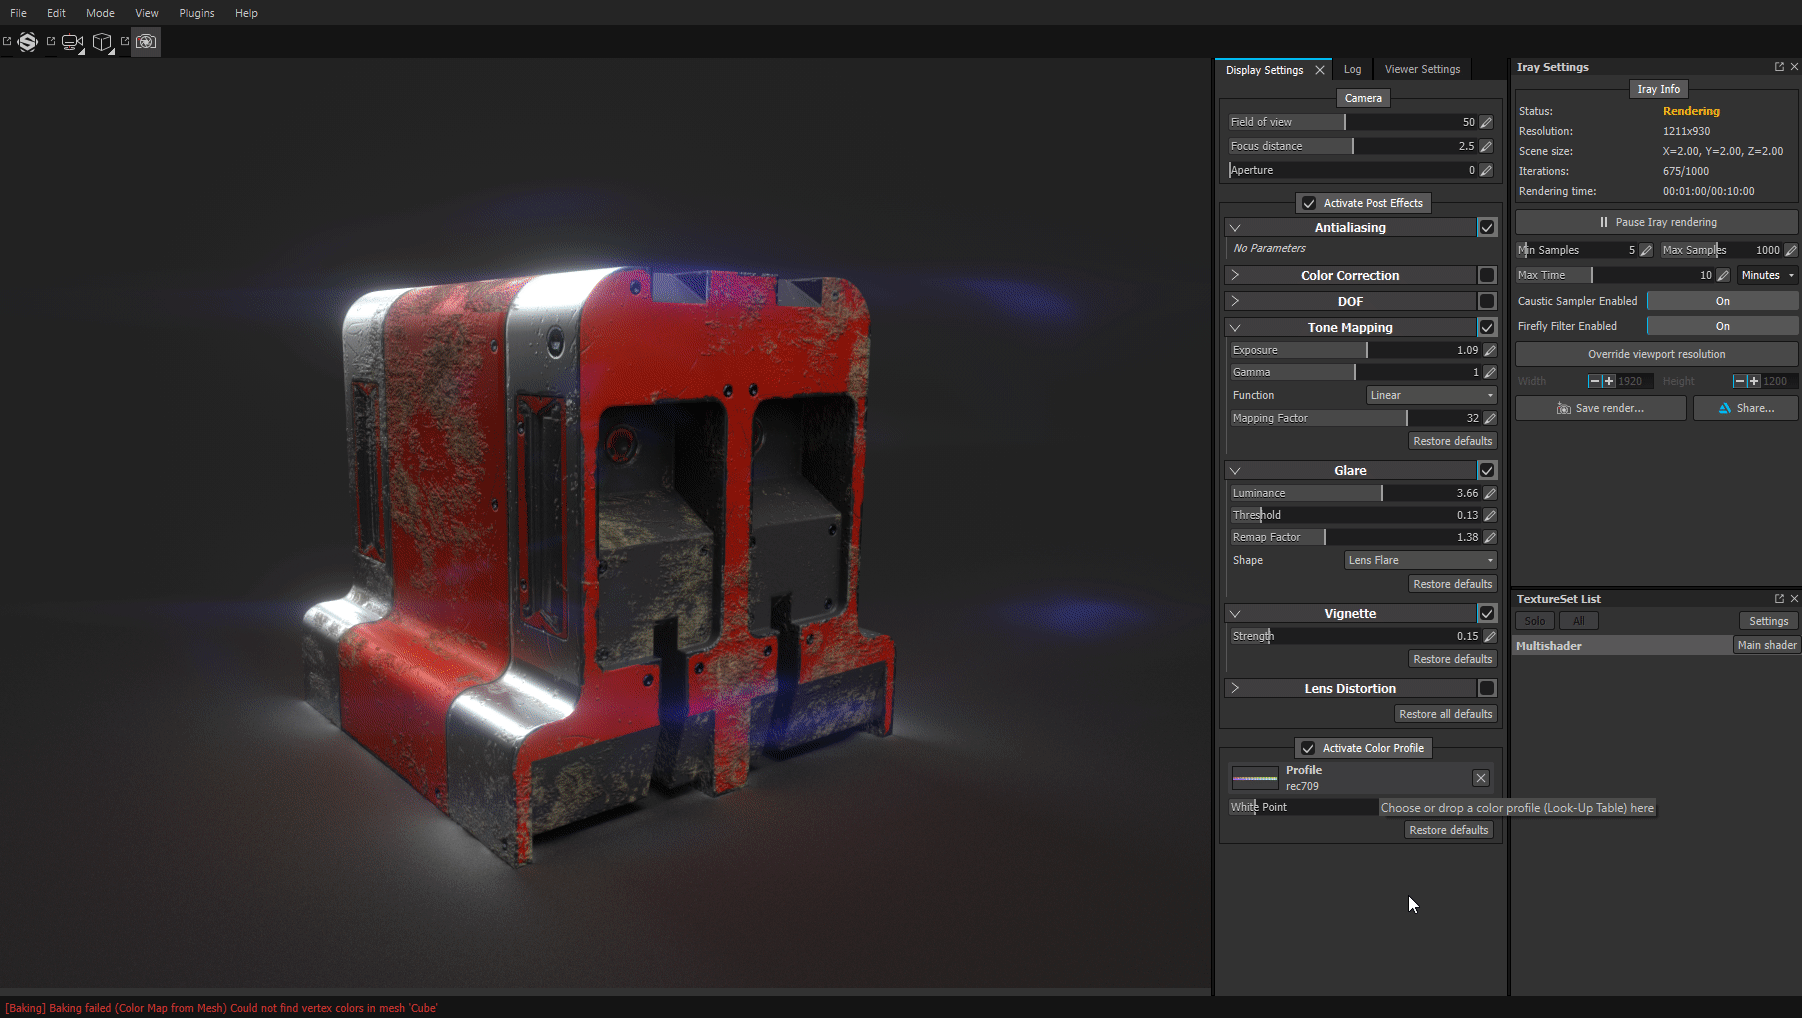 File Edit Mode View Plugins Help
Display Settings Log Viewer Settings
Camera
Field of view 50
Focus distance 2.5
Aperture 0
Activate Post Effects
Antialiasing
No Parameters
Color Correction
DOF
Tone Mapping
Exposure 1.09
Gamma 1
Function Linear
Mapping Factor 32
Restore defaults
Glare
Luminance 3.66
Threshold 0.13
Remap Factor 1.38
Shape Lens Flare
Restore defaults
Vignette
Strength 0.15
Restore defaults
Lens Distortion
Restore all defaults
Activate Color Profile
Profile
rec709
White Point
Choose or drop a color profile (Look-Up Table) here
Restore defaults
Iray Settings
Iray Info
Status: Rendering
Resolution: 1211x930
Scene size: X=2.00, Y=2.00, Z=2.00
Iterations: 675/1000
Rendering time: 00:01:00/00:10:00
Pause Iray rendering
Min Samples 5 Max Samples 1000
Max Time 10 Minutes
Caustic Sampler Enabled On
Firefly Filter Enabled On
Override viewport resolution
Width 1920 Height 1200
Save render... Share...
TextureSet List
Solo All Settings
Multishader Main shader
[Baking] Baking failed (Color Map from Mesh) Could not find vertex colors in mesh 'Cube'